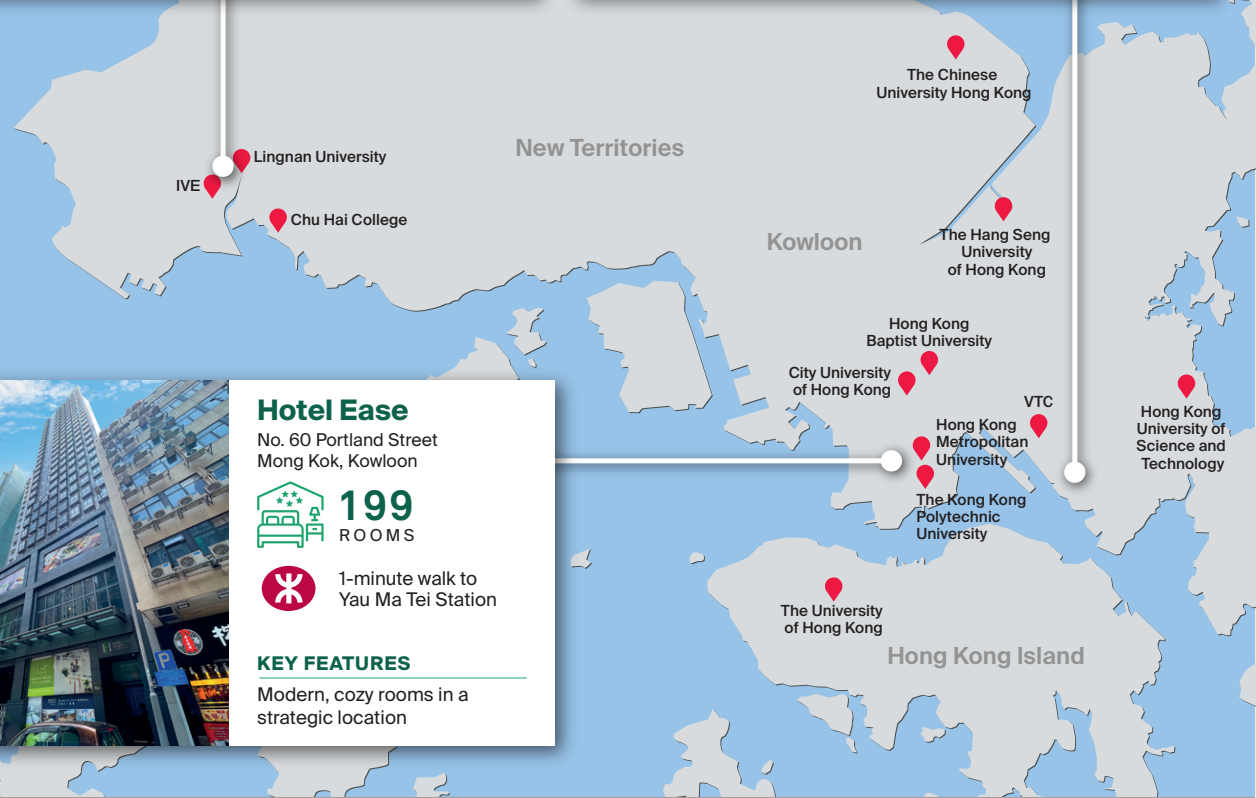 The Chinese
University Hong Kong
New Territories
Lingnan University
IVE
Chu Hai College
Kowloon
The Hang Seng
University
of Hong Kong
Hong Kong
Baptist University
City University
of Hong Kong
VTC
Hong Kong
Metropolitan
University
Hong Kong
University of
Science and
Technology
The Kong Kong
Polytechnic
University
The University
of Hong Kong
Hong Kong Island
Hotel Ease
No. 60 Portland Street
Mong Kok, Kowloon
199
ROOMS
1-minute walk to
Yau Ma Tei Station
KEY FEATURES
Modern, cozy rooms in a
strategic location
P